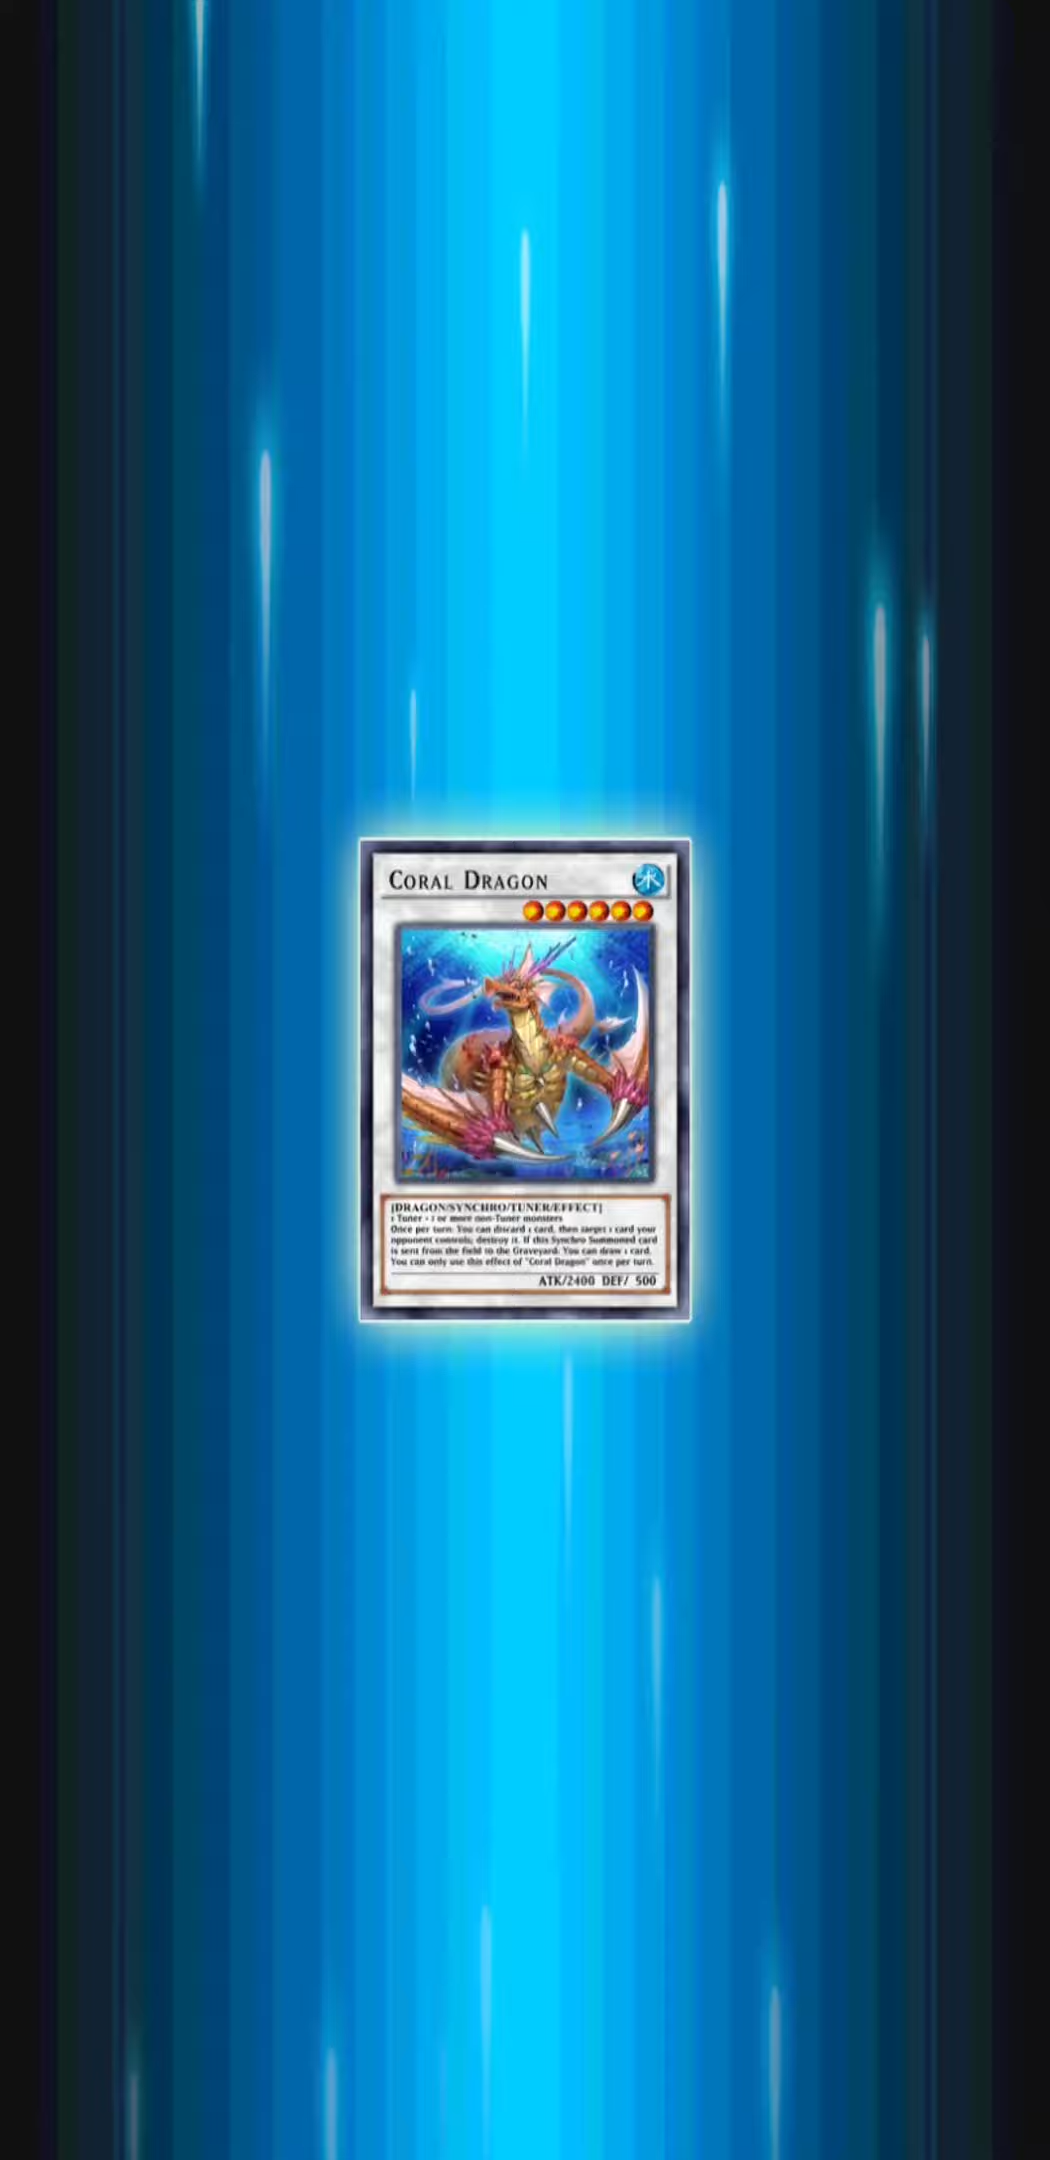 CORAL DRAGON
水
[DRAGON/SYNCHRO/TUNER/EFFECT]
1 Tuner + 1 or more non-Tuner monsters
Once per turn: You can discard 1 card, then target 1 card your
opponent controls; destroy it. If this Synchro Summoned card
is sent from the field to the Graveyard: You can draw 1 card.
You can only use this effect of "Coral Dragon" once per turn.
ATK/2400 DEF/ 500